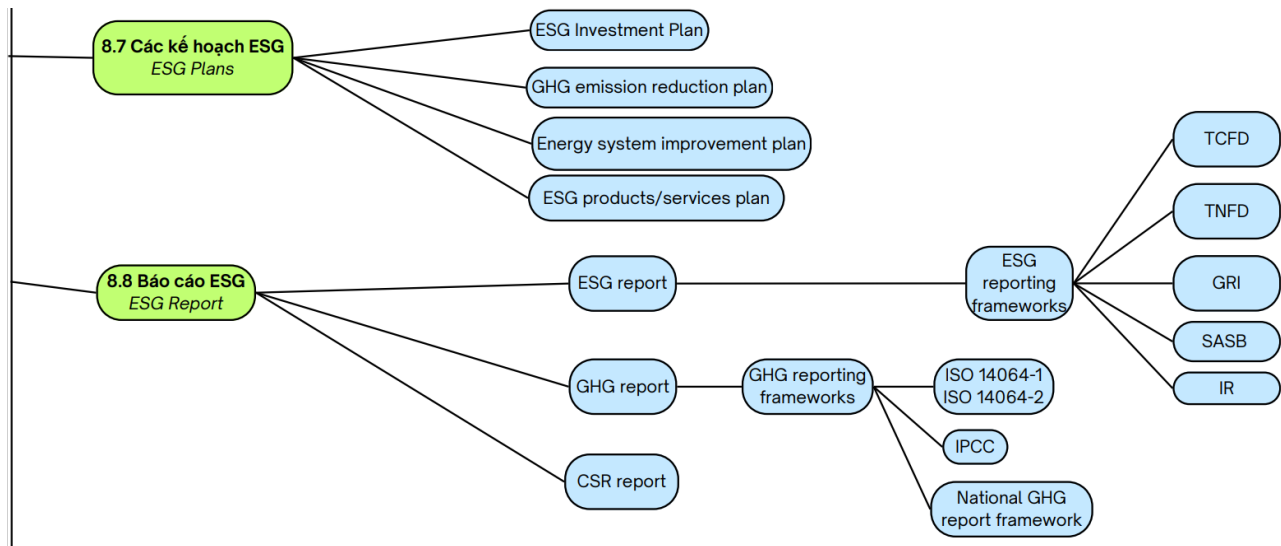 8.7 Các kế hoạch ESG
ESG Plans
ESG Investment Plan
GHG emission reduction plan
Energy system improvement plan
ESG products/services plan
8.8 Báo cáo ESG
ESG Report
ESG report
ESG
reporting
frameworks
TCFD
TNFD
GRI
SASB
IR
GHG report
GHG reporting
frameworks
ISO 14064-1
ISO 14064-2
IPCC
National GHG
report framework
CSR report